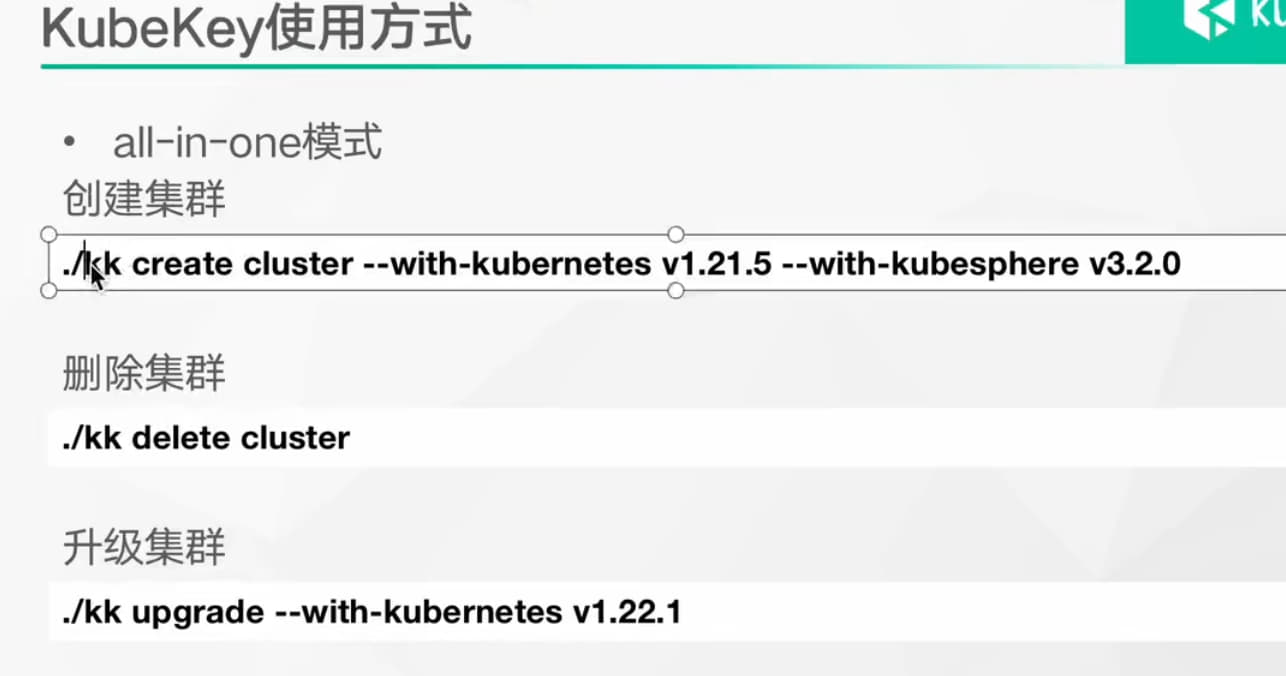 KubeKey使用方式
KU
• all-in-one模式
创建集群
./kk create cluster --with-kubernetes v1.21.5 --with-kubesphere v3.2.0
删除集群
./kk delete cluster
升级集群
./kk upgrade --with-kubernetes v1.22.1